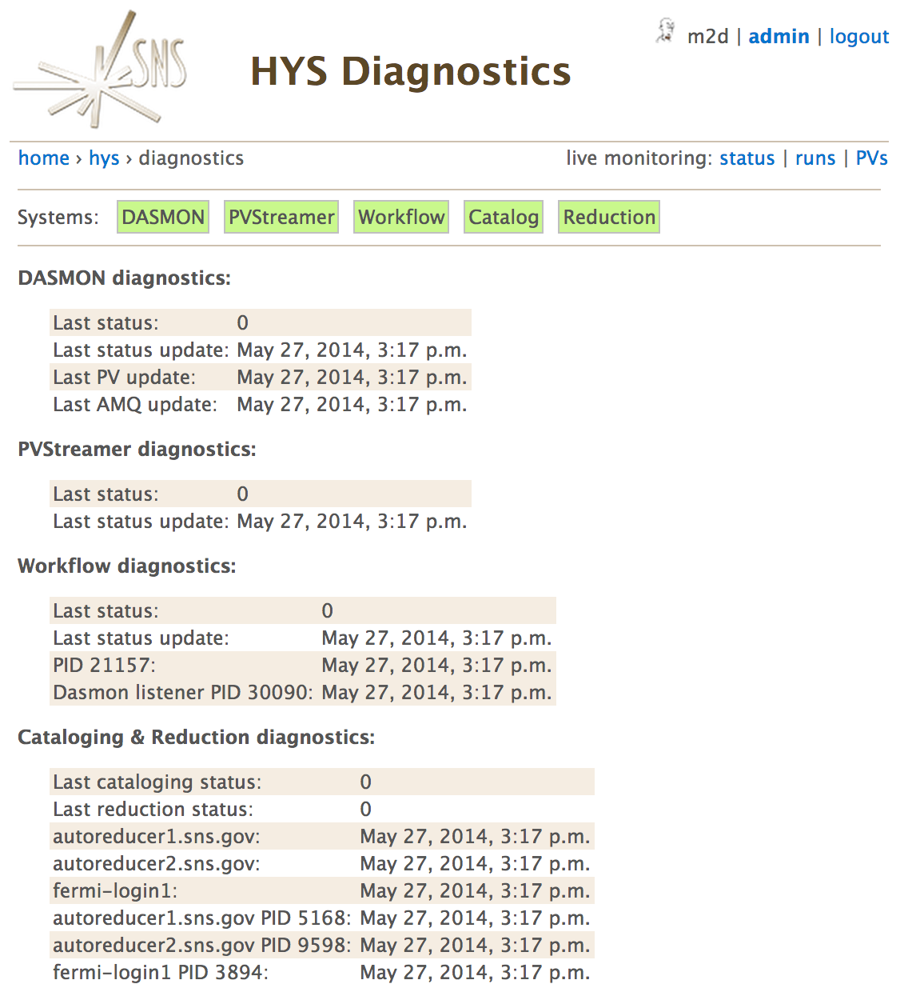 SNS
HYS Diagnostics
m2d | admin | logout
home › hys › diagnostics
live monitoring: status | runs | PVs
Systems: DASMON PVStreamer Workflow Catalog Reduction
DASMON diagnostics:
Last status: 0
Last status update: May 27, 2014, 3:17 p.m.
Last PV update: May 27, 2014, 3:17 p.m.
Last AMQ update: May 27, 2014, 3:17 p.m.
PVStreamer diagnostics:
Last status: 0
Last status update: May 27, 2014, 3:17 p.m.
Workflow diagnostics:
Last status: 0
Last status update: May 27, 2014, 3:17 p.m.
PID 21157: May 27, 2014, 3:17 p.m.
Dasmon listener PID 30090: May 27, 2014, 3:17 p.m.
Cataloging & Reduction diagnostics:
Last cataloging status: 0
Last reduction status: 0
autoreducer1.sns.gov: May 27, 2014, 3:17 p.m.
autoreducer2.sns.gov: May 27, 2014, 3:17 p.m.
fermi-login1: May 27, 2014, 3:17 p.m.
autoreducer1.sns.gov PID 5168: May 27, 2014, 3:17 p.m.
autoreducer2.sns.gov PID 9598: May 27, 2014, 3:17 p.m.
fermi-login1 PID 3894: May 27, 2014, 3:17 p.m.